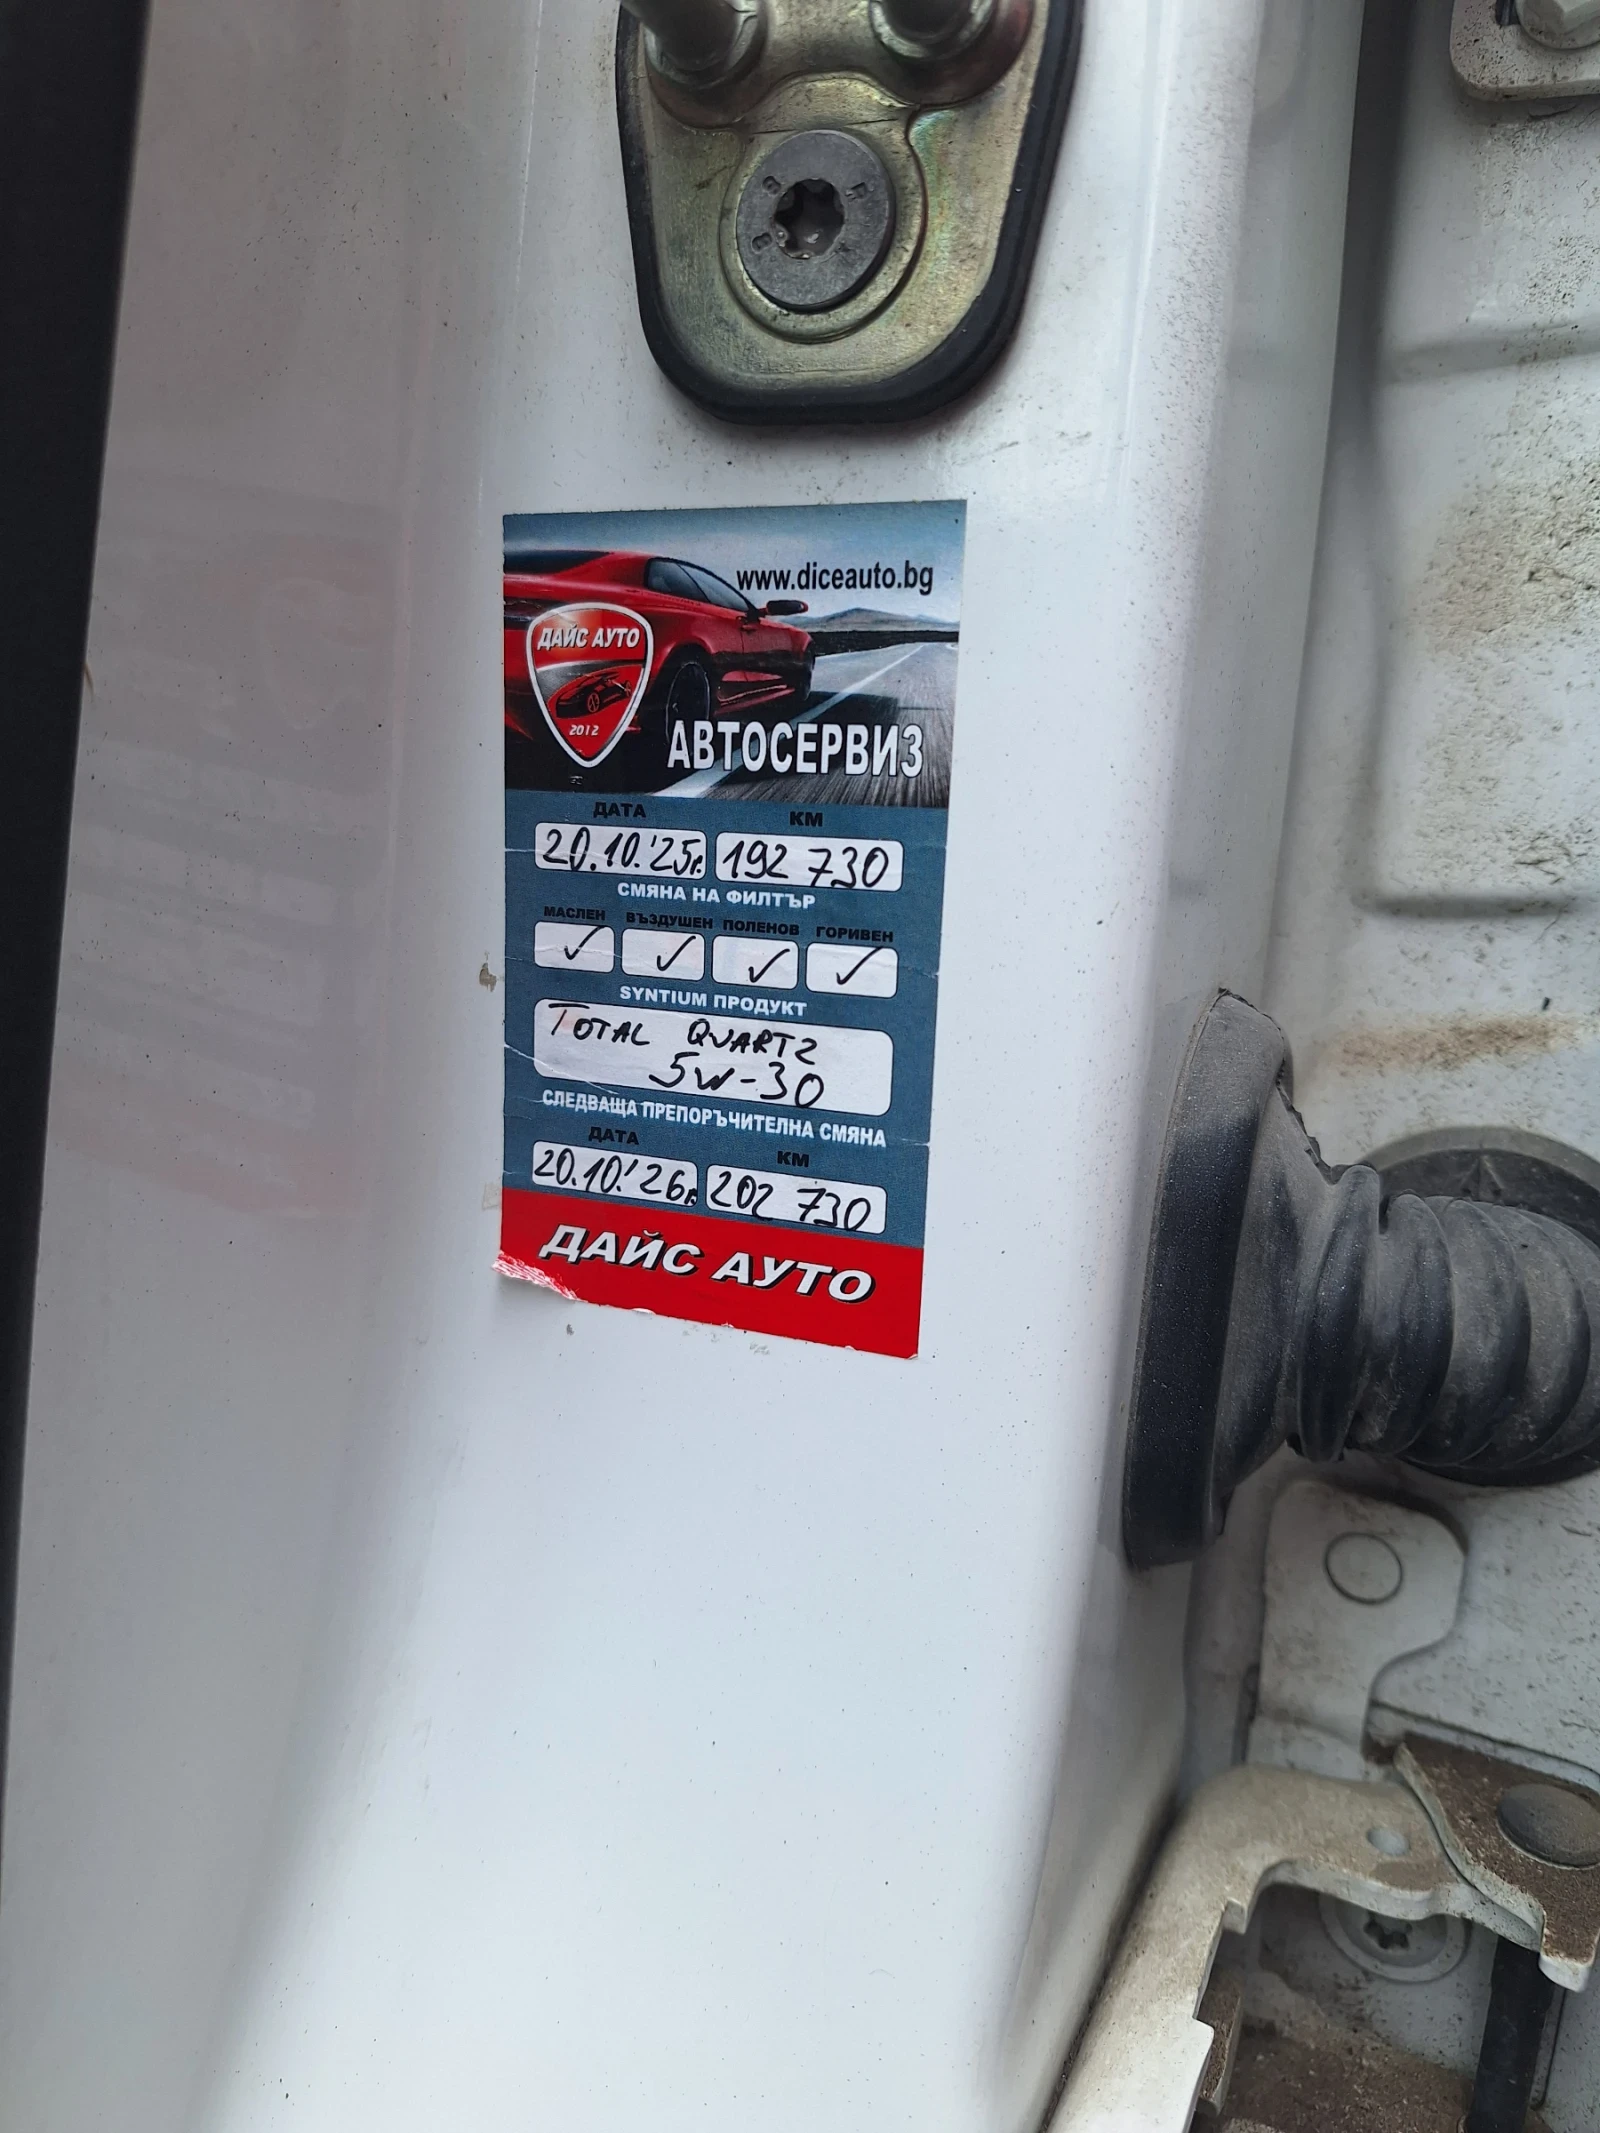 www.diceauto.bg
ДАЙС АУТО
2012
АВТОСЕРВИЗ
ДАТА КМ
20.10.'25г. 192 730
СМЯНА НА ФИЛТЪР
МАСЛЕН ВЪЗДУШЕН ПОЛЕНОВ ГОРИВЕН
✓ ✓ ✓ ✓
SYNTIUM ПРОДУКТ
TOTAL QUARTZ
5W-30
СЛЕДВАЩА ПРЕПОРЪЧИТЕЛНА СМЯНА
ДАТА КМ
20.10.'26г. 202 730
ДАЙС АУТО